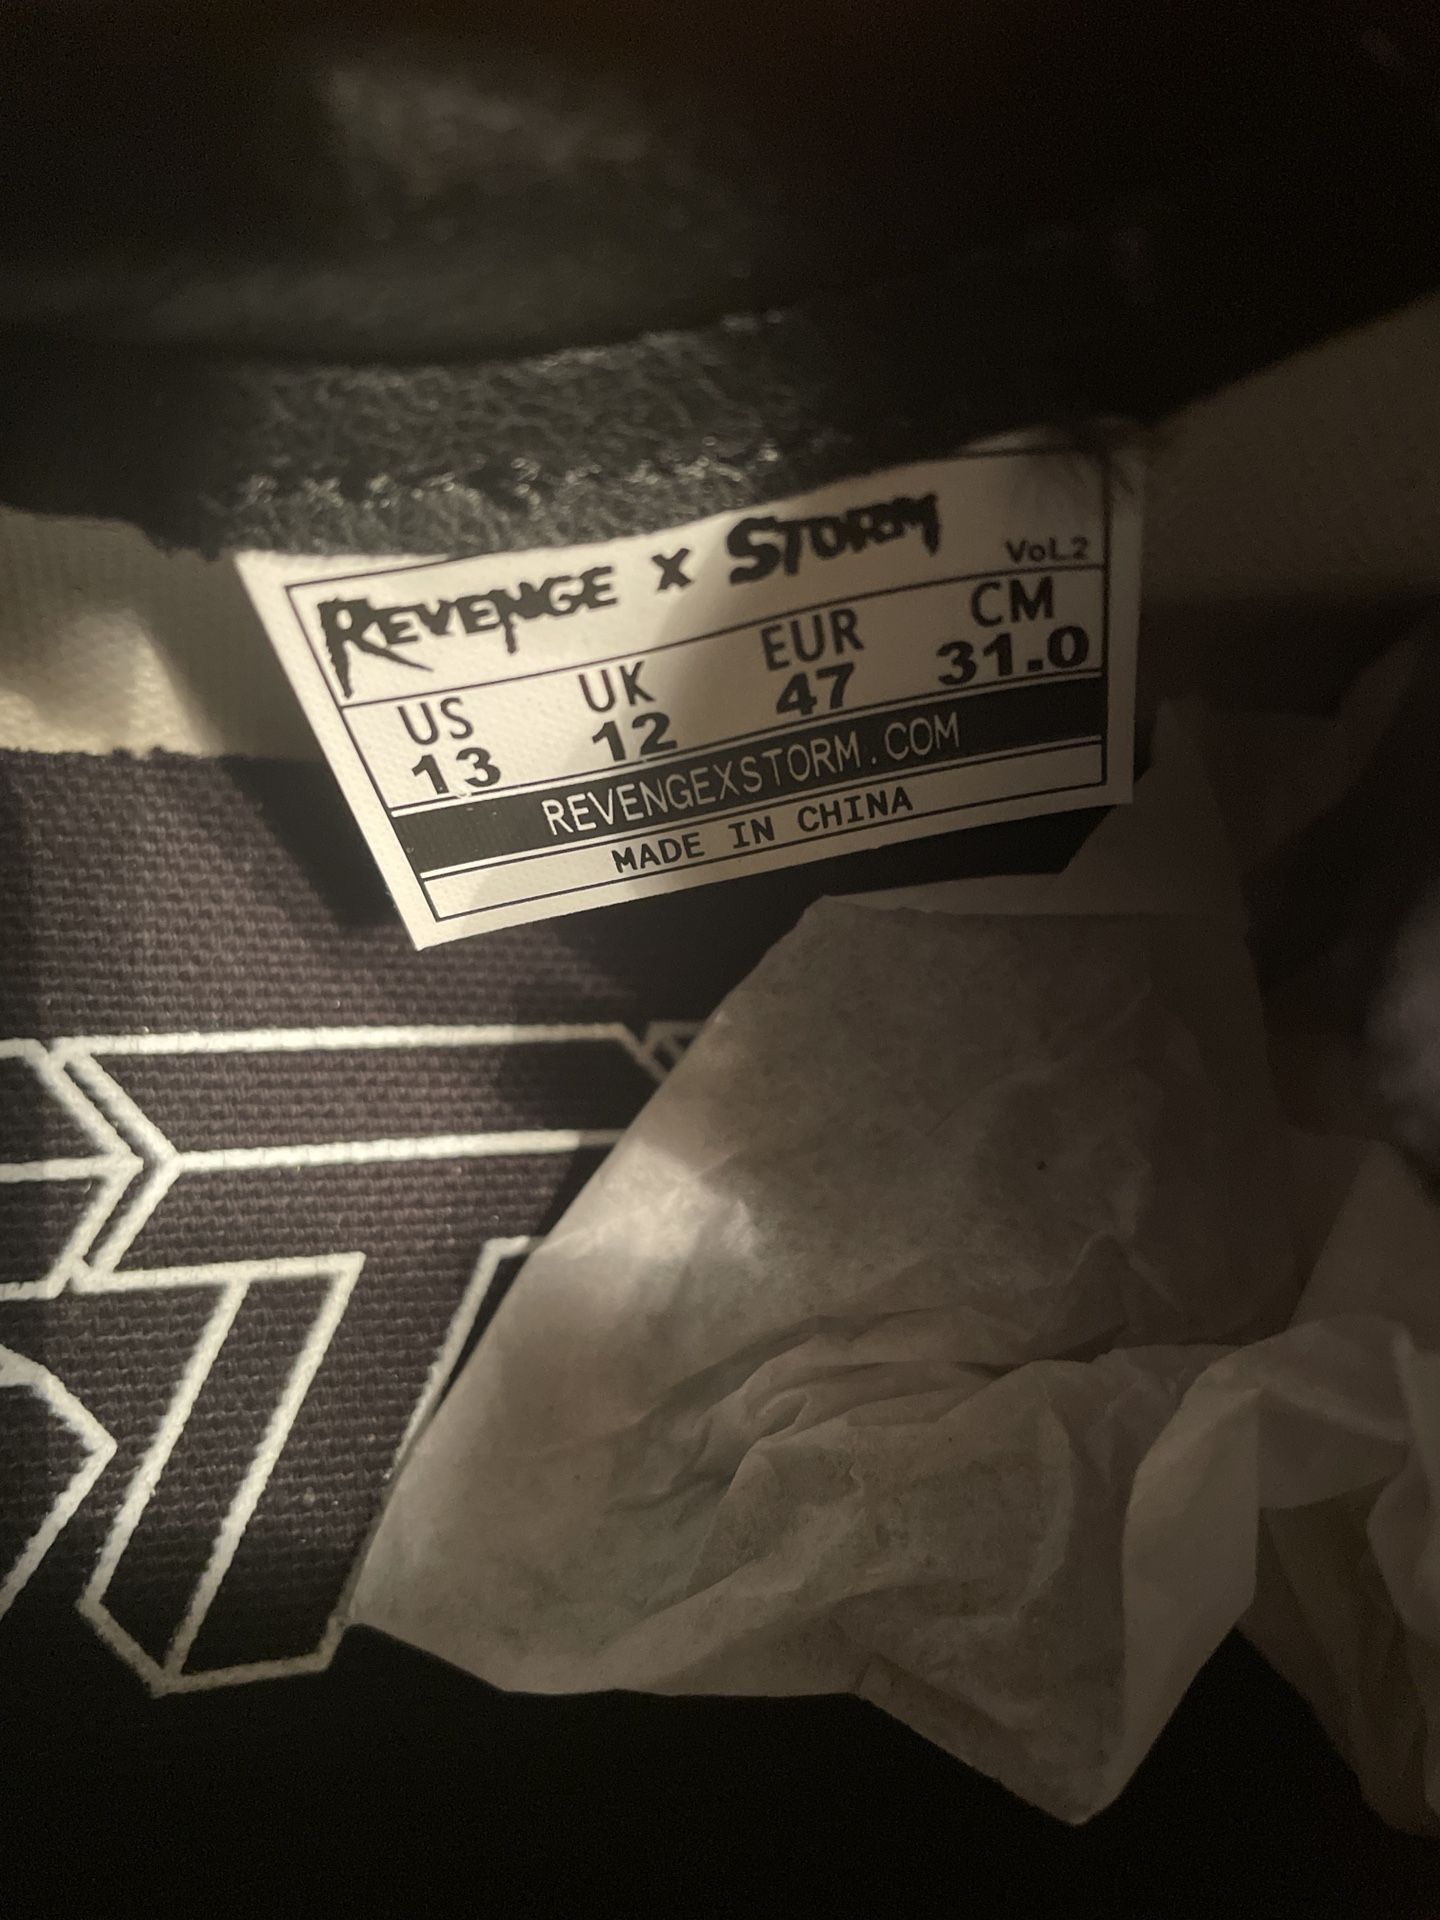 REVENGE X STORM
VOL.2
US UK EUR CM
13 12 47 31.0
REVENGEXSTORM.COM
MADE IN CHINA